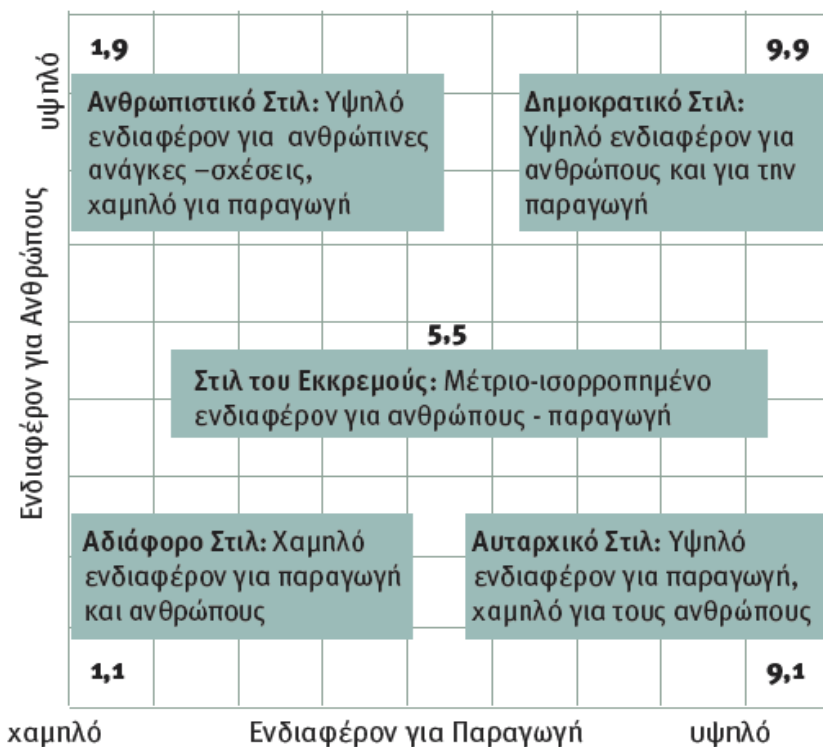 1,9
9,9
υψηλό
Ανθρωπιστικό Στιλ: Υψηλό
ενδιαφέρον για ανθρώπινες
ανάγκες –σχέσεις,
χαμηλό για παραγωγή
Δημοκρατικό Στιλ:
Υψηλό ενδιαφέρον για
ανθρώπους και για την
παραγωγή
Ενδιαφέρον για Ανθρώπους
5,5
Στιλ του Εκκρεμούς: Μέτριο-ισορροπημένο
ενδιαφέρον για ανθρώπους - παραγωγή
Αδιάφορο Στιλ: Χαμηλό
ενδιαφέρον για παραγωγή
και ανθρώπους
Αυταρχικό Στιλ: Υψηλό
ενδιαφέρον για παραγωγή,
χαμηλό για τους ανθρώπους
1,1
9,1
χαμηλό
Ενδιαφέρον για Παραγωγή
υψηλό